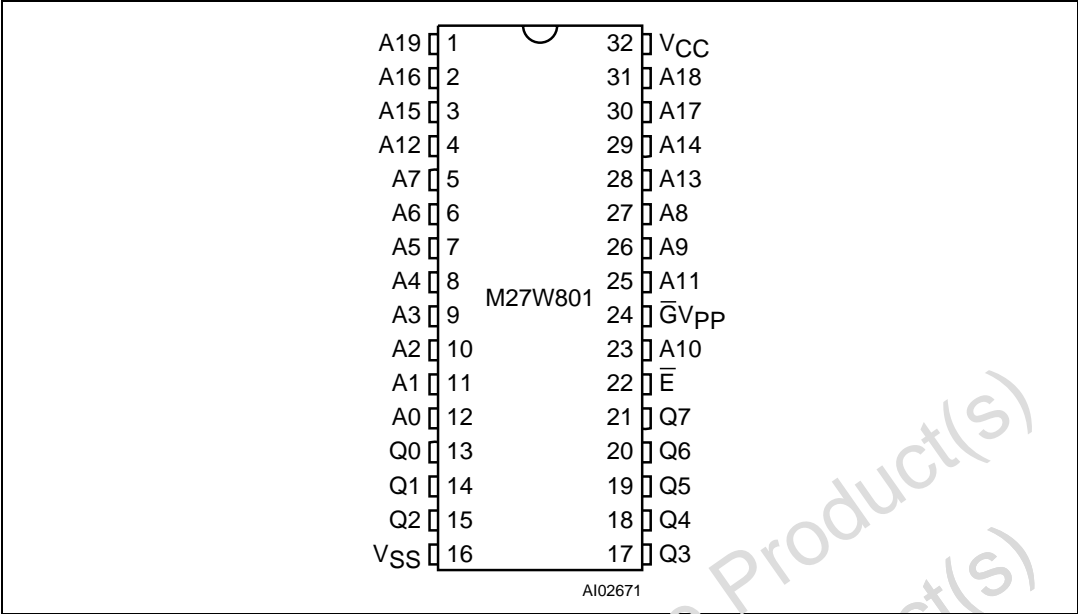 A19 1 32 VCC
A16 2 31 A18
A15 3 30 A17
A12 4 29 A14
A7 5 28 A13
A6 6 27 A8
A5 7 26 A9
A4 8 25 A11
M27W801
A3 9 24 G̅VPP
A2 10 23 A10
A1 11 22 E̅
A0 12 21 Q7
Q0 13 20 Q6
Q1 14 19 Q5
Q2 15 18 Q4
VSS 16 17 Q3
AI02671
Product(s)